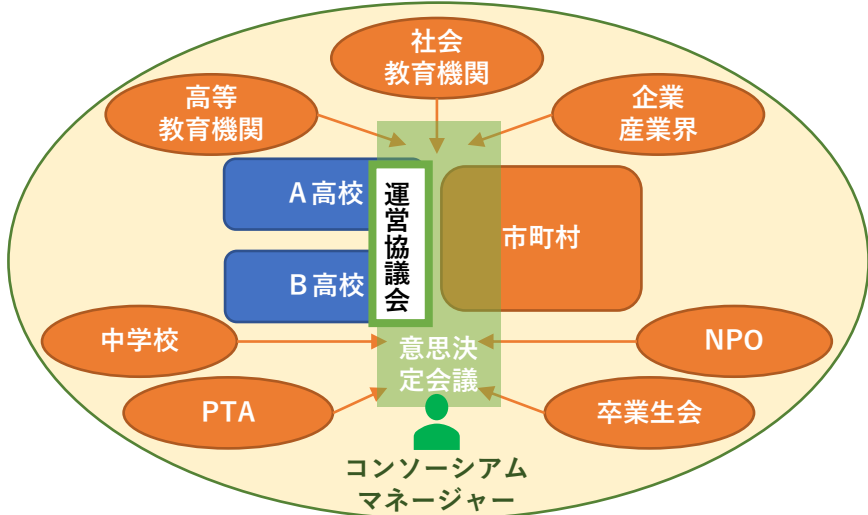 社会
教育機関
高等
教育機関
企業
産業界
A高校
運営協議会
市町村
B高校
中学校
意思決
定会議
NPO
PTA
卒業生会
コンソーシアム
マネージャー